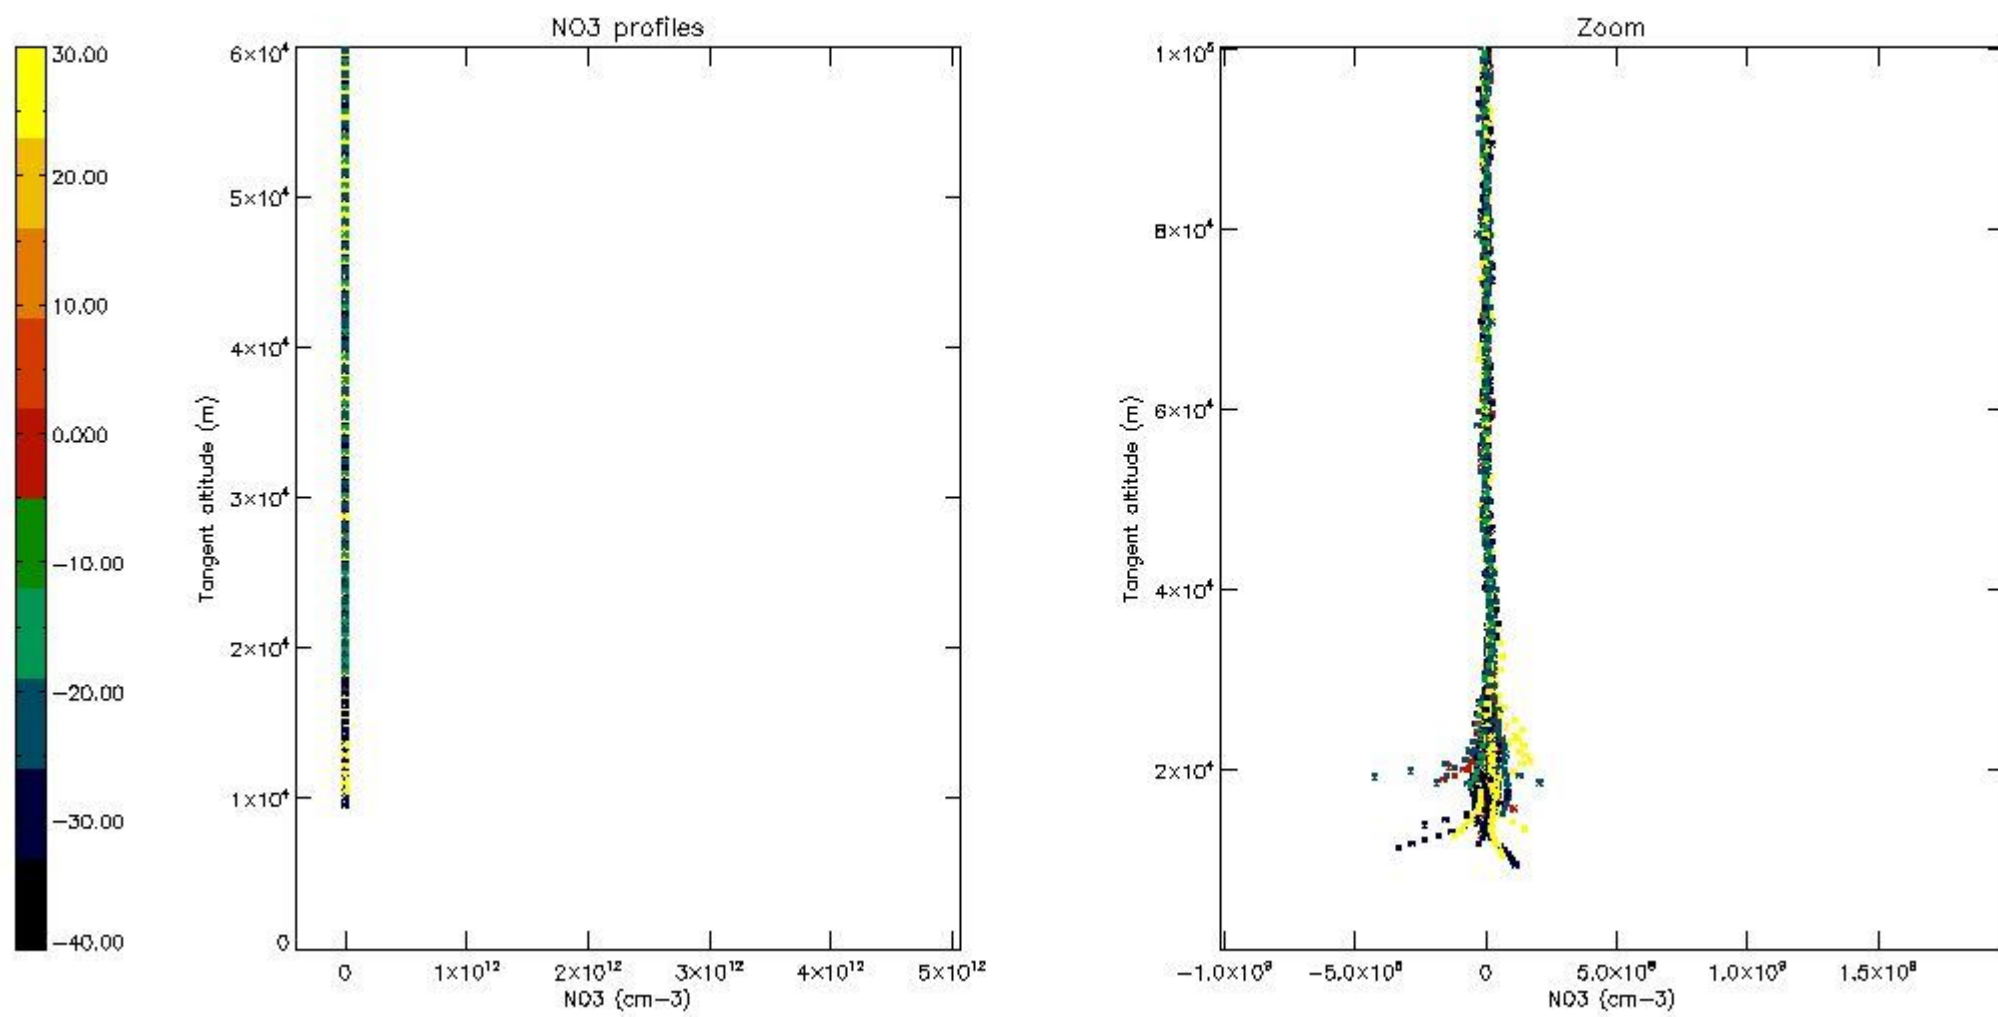 NO3 profiles
30.00
20.00
10.00
0.000
−10.00
−20.00
−30.00
−40.00
6×10⁴
5×10⁴
4×10⁴
3×10⁴
2×10⁴
1×10⁴
0
Tangent altitude (m)
0 1×10¹² 2×10¹² 3×10¹² 4×10¹² 5×10¹²
NO3 (cm−3)
Zoom
1×10⁵
8×10⁴
6×10⁴
4×10⁴
2×10⁴
Tangent altitude (m)
−1.0×10⁹ −5.0×10⁸ 0 5.0×10⁸ 1.0×10⁹ 1.5×10⁹
NO3 (cm−3)